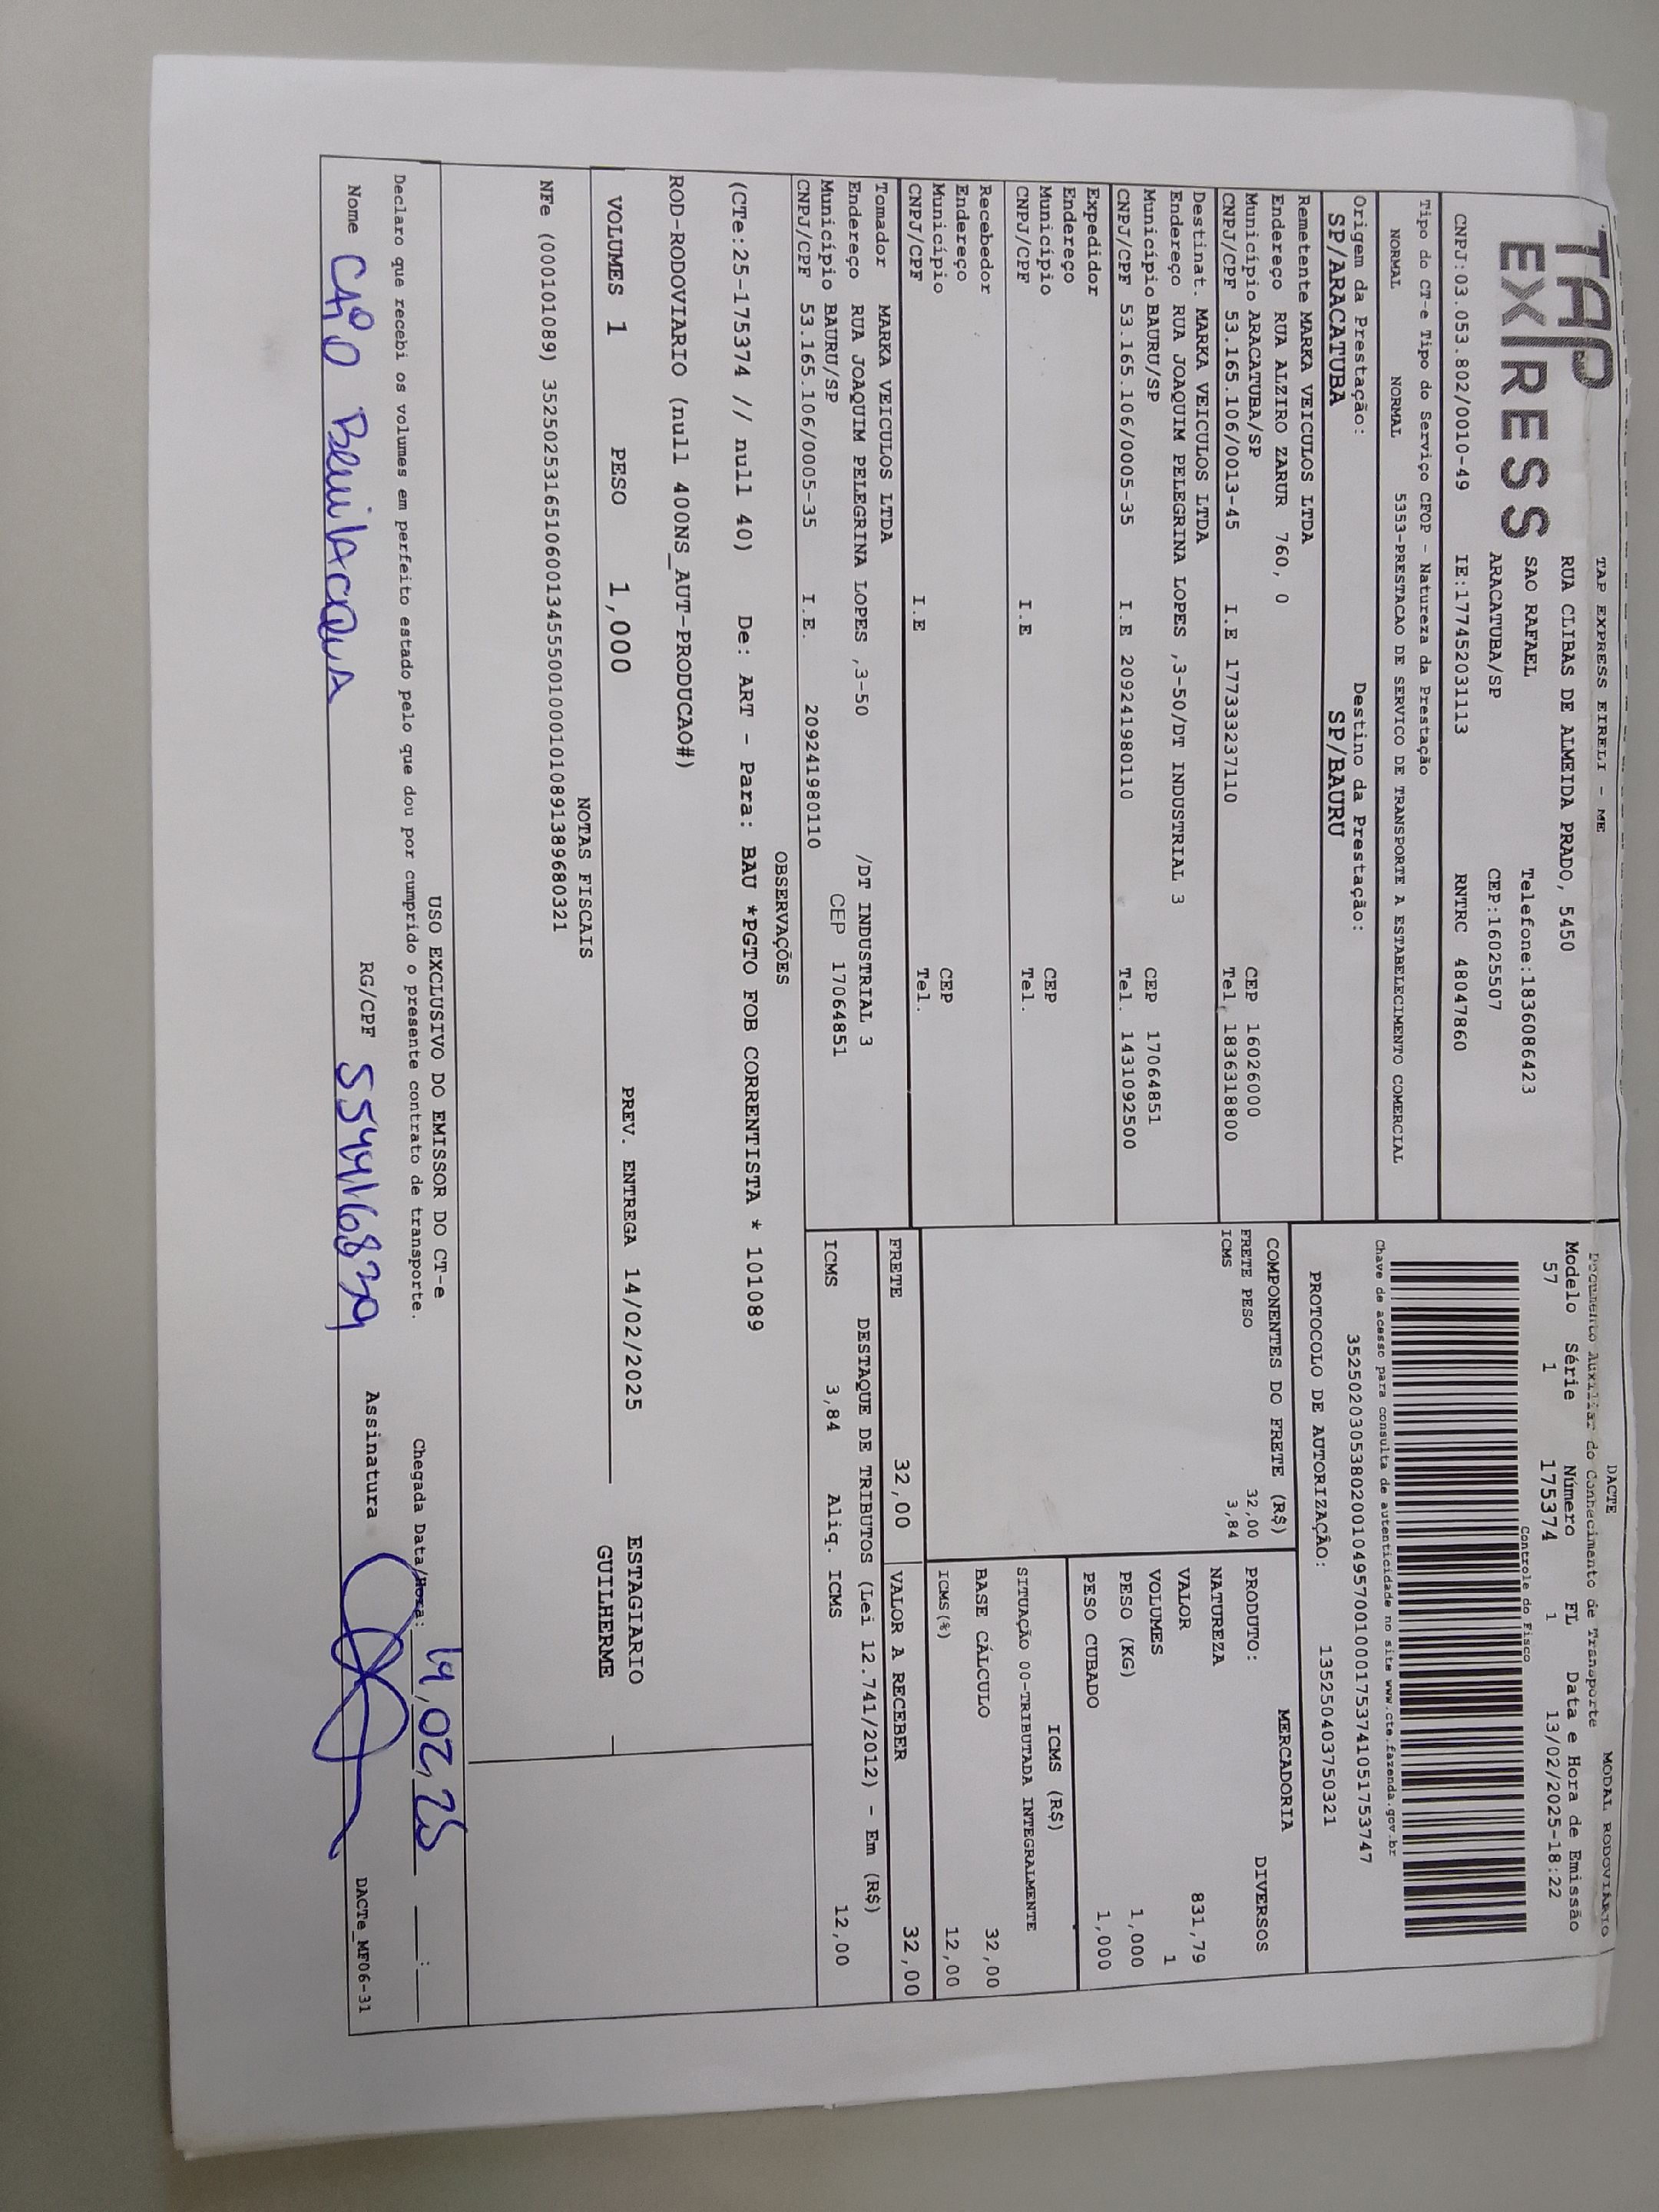 TAP EXPRESS
TAP EXPRESS EIRELI - ME
RUA CLIBAS DE ALMEIDA PRADO, 5450
SAO RAFAEL Telefone:1836086423
ARACATUBA/SP CEP:16025507
CNPJ:03.053.802/0010-49 IE:177452031113 RNTRC 48047860
Tipo do CT-e Tipo do Serviço CFOP - Natureza da Prestação
NORMAL NORMAL 5353-PRESTACAO DE SERVICO DE TRANSPORTE A ESTABELECIMENTO COMERCIAL
Origem da Prestação: Destino da Prestação:
SP/ARACATUBA SP/BAURU
Remetente MARKA VEICULOS LTDA
Endereço RUA ALZIRO ZARUR 760, 0
Município ARACATUBA/SP CEP 16026000
CNPJ/CPF 53.165.106/0013-45 I.E 177333237110 Tel. 1836318800
Destinat. MARKA VEICULOS LTDA
Endereço RUA JOAQUIM PELEGRINA LOPES ,3-50/DT INDUSTRIAL 3
Município BAURU/SP CEP 17064851
CNPJ/CPF 53.165.106/0005-35 I.E 209241980110 Tel. 1431092500
Expedidor
Endereço
Município CEP
CNPJ/CPF I.E Tel.
Recebedor
Endereço
Município CEP
CNPJ/CPF I.E Tel.
Tomador MARKA VEICULOS LTDA
Endereço RUA JOAQUIM PELEGRINA LOPES ,3-50 /DT INDUSTRIAL 3
Município BAURU/SP CEP 17064851
CNPJ/CPF 53.165.106/0005-35 I.E. 209241980110
DACTE MODAL RODOVIÁRIO
Documento Auxiliar do Conhecimento de Transporte
Modelo Série Número FL Data e Hora de Emissão
57 1 175374 1 13/02/2025-18:22
Controle do Fisco
Chave de acesso para consulta de autenticidade no site www.cte.fazenda.gov.br
35250203053802001049570010001753741051753747
PROTOCOLO DE AUTORIZAÇÃO: 135250403750321
COMPONENTES DO FRETE (R$)
FRETE PESO 32,00
ICMS 3,84
MERCADORIA
PRODUTO: DIVERSOS
NATUREZA
VALOR 831,79
VOLUMES 1
PESO (KG) 1,000
PESO CUBADO 1,000
ICMS (R$)
SITUAÇÃO 00-TRIBUTADA INTEGRALMENTE
BASE CÁLCULO 32,00
ICMS(%) 12,00
FRETE 32,00 VALOR A RECEBER 32,00
DESTAQUE DE TRIBUTOS (Lei 12.741/2012) - Em (R$)
ICMS 3,84 Aliq. ICMS 12,00
OBSERVAÇÕES
(CTe:25-175374 // null 40) De: ART - Para: BAU *PGTO FOB CORRENTISTA * 101089
ROD-RODOVIARIO (null 400NS_AUT-PRODUCAO#)
VOLUMES 1 PESO 1,000 PREV. ENTREGA 14/02/2025 ESTAGIARIO
GUILHERME
NOTAS FISCAIS
NFe (000101089) 35250253165106001345550010001010891389680321
USO EXCLUSIVO DO EMISSOR DO CT-e
Declaro que recebi os volumes em perfeito estado pelo que dou por cumprido o presente contrato de transporte. Chegada Data/Hora: 14,02,25 :
Nome CAIO BevilACQUA RG/CPF Assinatura DACTe_MF06-31